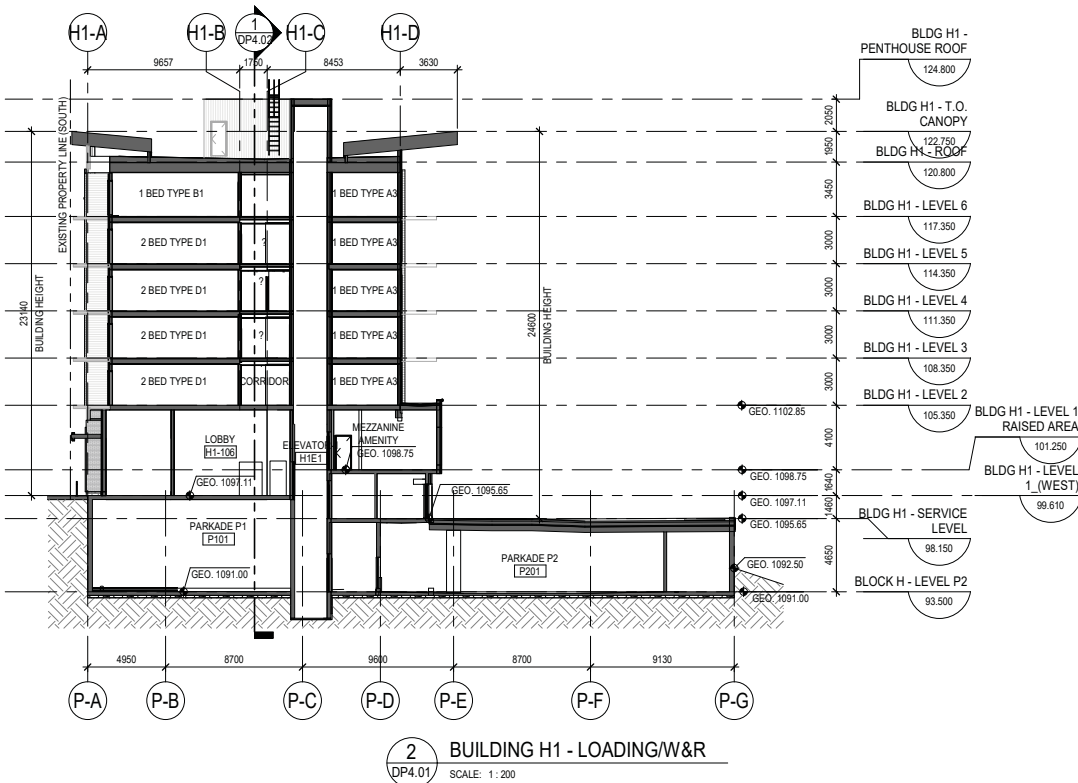 H1-A
H1-B
1
DP4.02
H1-C
H1-D
9657
1750
8453
3630
BLDG H1 -
PENTHOUSE ROOF
124.800
BLDG H1 - T.O.
CANOPY
122.750
BLDG H1 - ROOF
120.800
BLDG H1 - LEVEL 6
117.350
BLDG H1 - LEVEL 5
114.350
BLDG H1 - LEVEL 4
111.350
BLDG H1 - LEVEL 3
108.350
BLDG H1 - LEVEL 2
105.350
BLDG H1 - LEVEL 1
RAISED AREA
101.250
BLDG H1 - LEVEL
1_(WEST)
99.610
BLDG H1 - SERVICE
LEVEL
98.150
BLOCK H - LEVEL P2
93.500
2050
1950
3450
3000
3000
3000
3000
4100
1640
1460
4650
EXISTING PROPERTY LINE (SOUTH)
23140
BUILDING HEIGHT
24600
BUILDING HEIGHT
1 BED TYPE B1
1 BED TYPE A3
2 BED TYPE D1
?
1 BED TYPE A3
2 BED TYPE D1
?
1 BED TYPE A3
2 BED TYPE D1
?
1 BED TYPE A3
2 BED TYPE D1
CORRIDOR
1 BED TYPE A3
LOBBY
H1-106
ELEVATOR
H1E1
MEZZANINE
AMENITY
GEO. 1098.75
GEO. 1097.11
GEO. 1095.65
GEO. 1102.85
GEO. 1098.75
GEO. 1097.11
GEO. 1095.65
PARKADE P1
P101
GEO. 1091.00
PARKADE P2
P201
GEO. 1092.50
GEO. 1091.00
4950
8700
9600
8700
9130
P-A
P-B
P-C
P-D
P-E
P-F
P-G
2
DP4.01
BUILDING H1 - LOADING/W&R
SCALE: 1 : 200